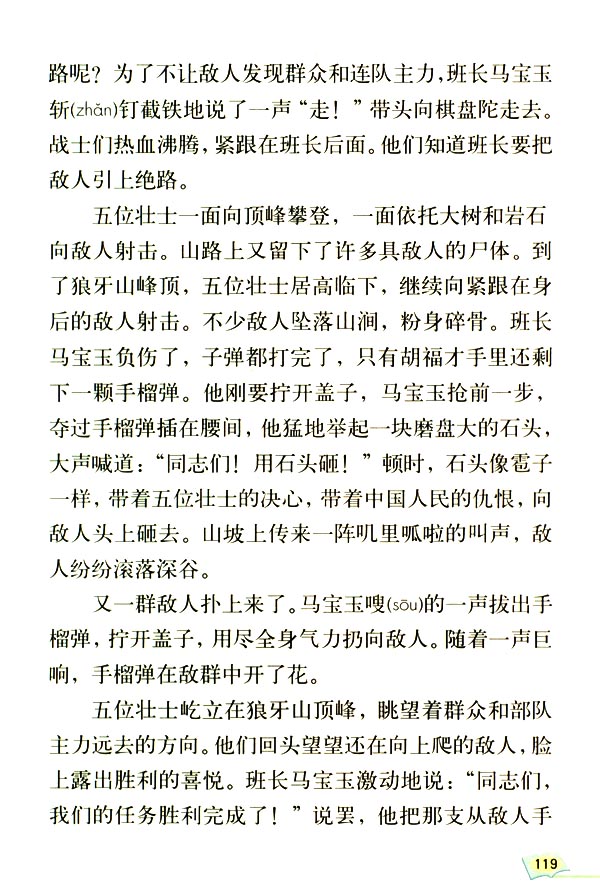 路呢？为了不让敌人发现群众和连队主力，班长马宝玉
斩(zhǎn)钉截铁地说了一声“走！”带头向棋盘陀走去。
战士们热血沸腾，紧跟在班长后面。他们知道班长要把
敌人引上绝路。
五位壮士一面向顶峰攀登，一面依托大树和岩石
向敌人射击。山路上又留下了许多具敌人的尸体。到
了狼牙山峰顶，五位壮士居高临下，继续向紧跟在身
后的敌人射击。不少敌人坠落山涧，粉身碎骨。班长
马宝玉负伤了，子弹都打完了，只有胡福才手里还剩
下一颗手榴弹。他刚要拧开盖子，马宝玉抢前一步，
夺过手榴弹插在腰间，他猛地举起一块磨盘大的石头，
大声喊道：“同志们！用石头砸！”顿时，石头像雹子
一样，带着五位壮士的决心，带着中国人民的仇恨，向
敌人头上砸去。山坡上传来一阵叽里呱啦的叫声，敌
人纷纷滚落深谷。
又一群敌人扑上来了。马宝玉嗖(sōu)的一声拔出手
榴弹，拧开盖子，用尽全身气力扔向敌人。随着一声巨
响，手榴弹在敌群中开了花。
五位壮士屹立在狼牙山顶峰，眺望着群众和部队
主力远去的方向。他们回头望望还在向上爬的敌人，脸
上露出胜利的喜悦。班长马宝玉激动地说：“同志们，
我们的任务胜利完成了！”说罢，他把那支从敌人手
119